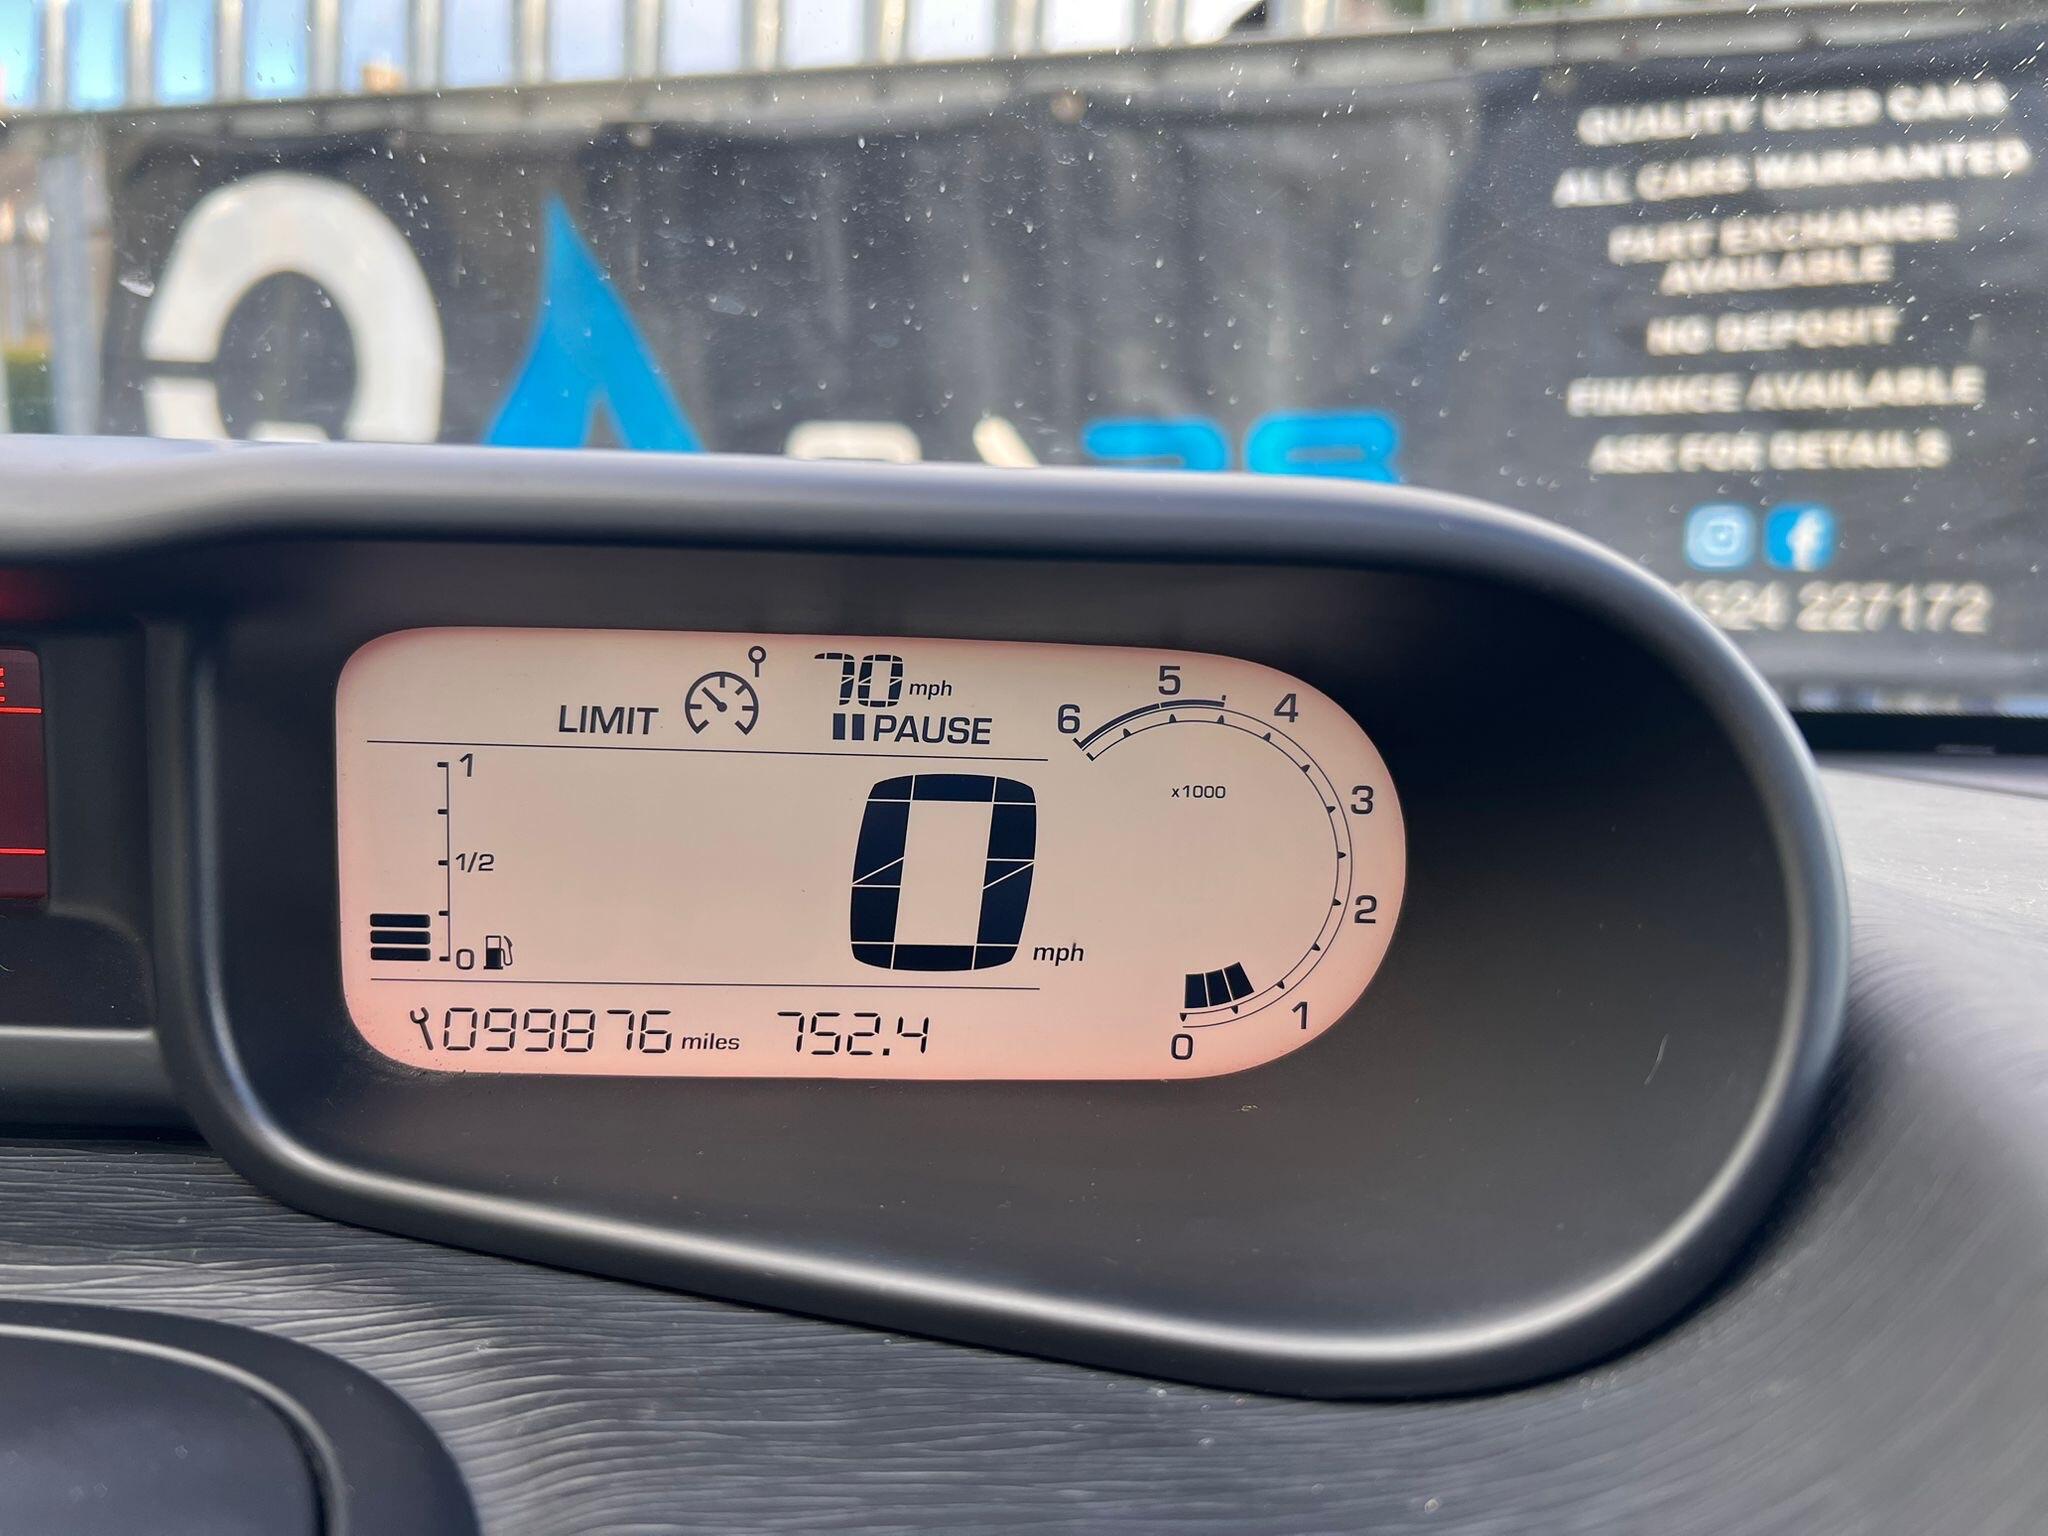 QUALITY USED CARS
ALL CARS WARRANTED
PART EXCHANGE
AVAILABLE
NO DEPOSIT
FINANCE AVAILABLE
ASK FOR DETAILS
227172
LIMIT 70 mph
PAUSE
6 5 4 3 2 1 0
x1000
1
1/2
0
0 mph
099876 miles 752.4